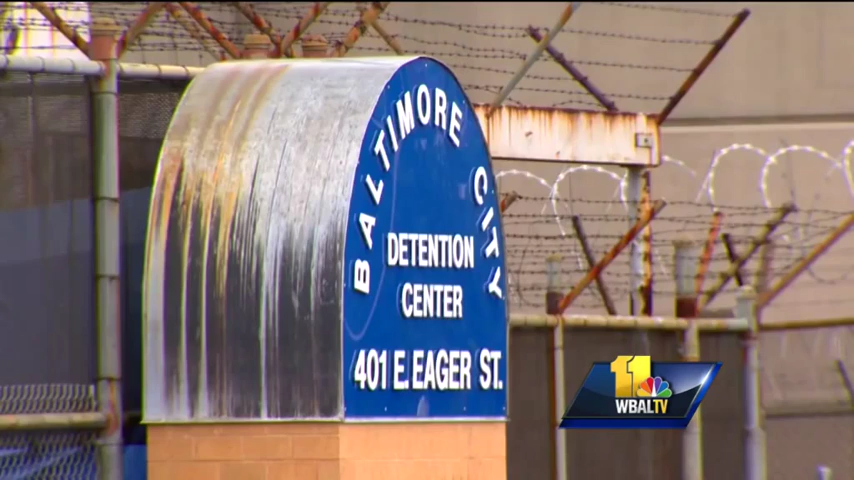 BALTIMORE CITY
DETENTION
CENTER
401 E. EAGER ST.
11
WBALTV